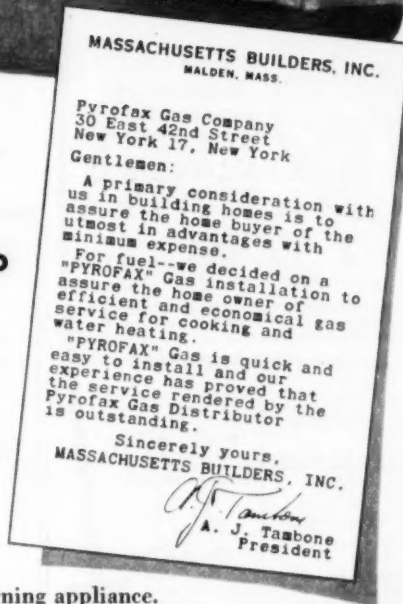 MASSACHUSETTS BUILDERS, INC.
MALDEN, MASS.
Pyrofax Gas Company
30 East 42nd Street
New York 17, New York
Gentlemen:
A primary consideration with
us in building homes is to
assure the home buyer of the
utmost in advantages with
minimum expense.
For fuel--we decided on a
"PYROFAX" Gas installation to
assure the home owner of
efficient and economical gas
service for cooking and
water heating.
"PYROFAX" Gas is quick and
easy to install and our
experience has proved that
the service rendered by the
Pyrofax Gas Distributor
is outstanding.
Sincerely yours,
MASSACHUSETTS BUILDERS, INC.
A. J. Tambone
A. J. Tambone
President
ning appliance.